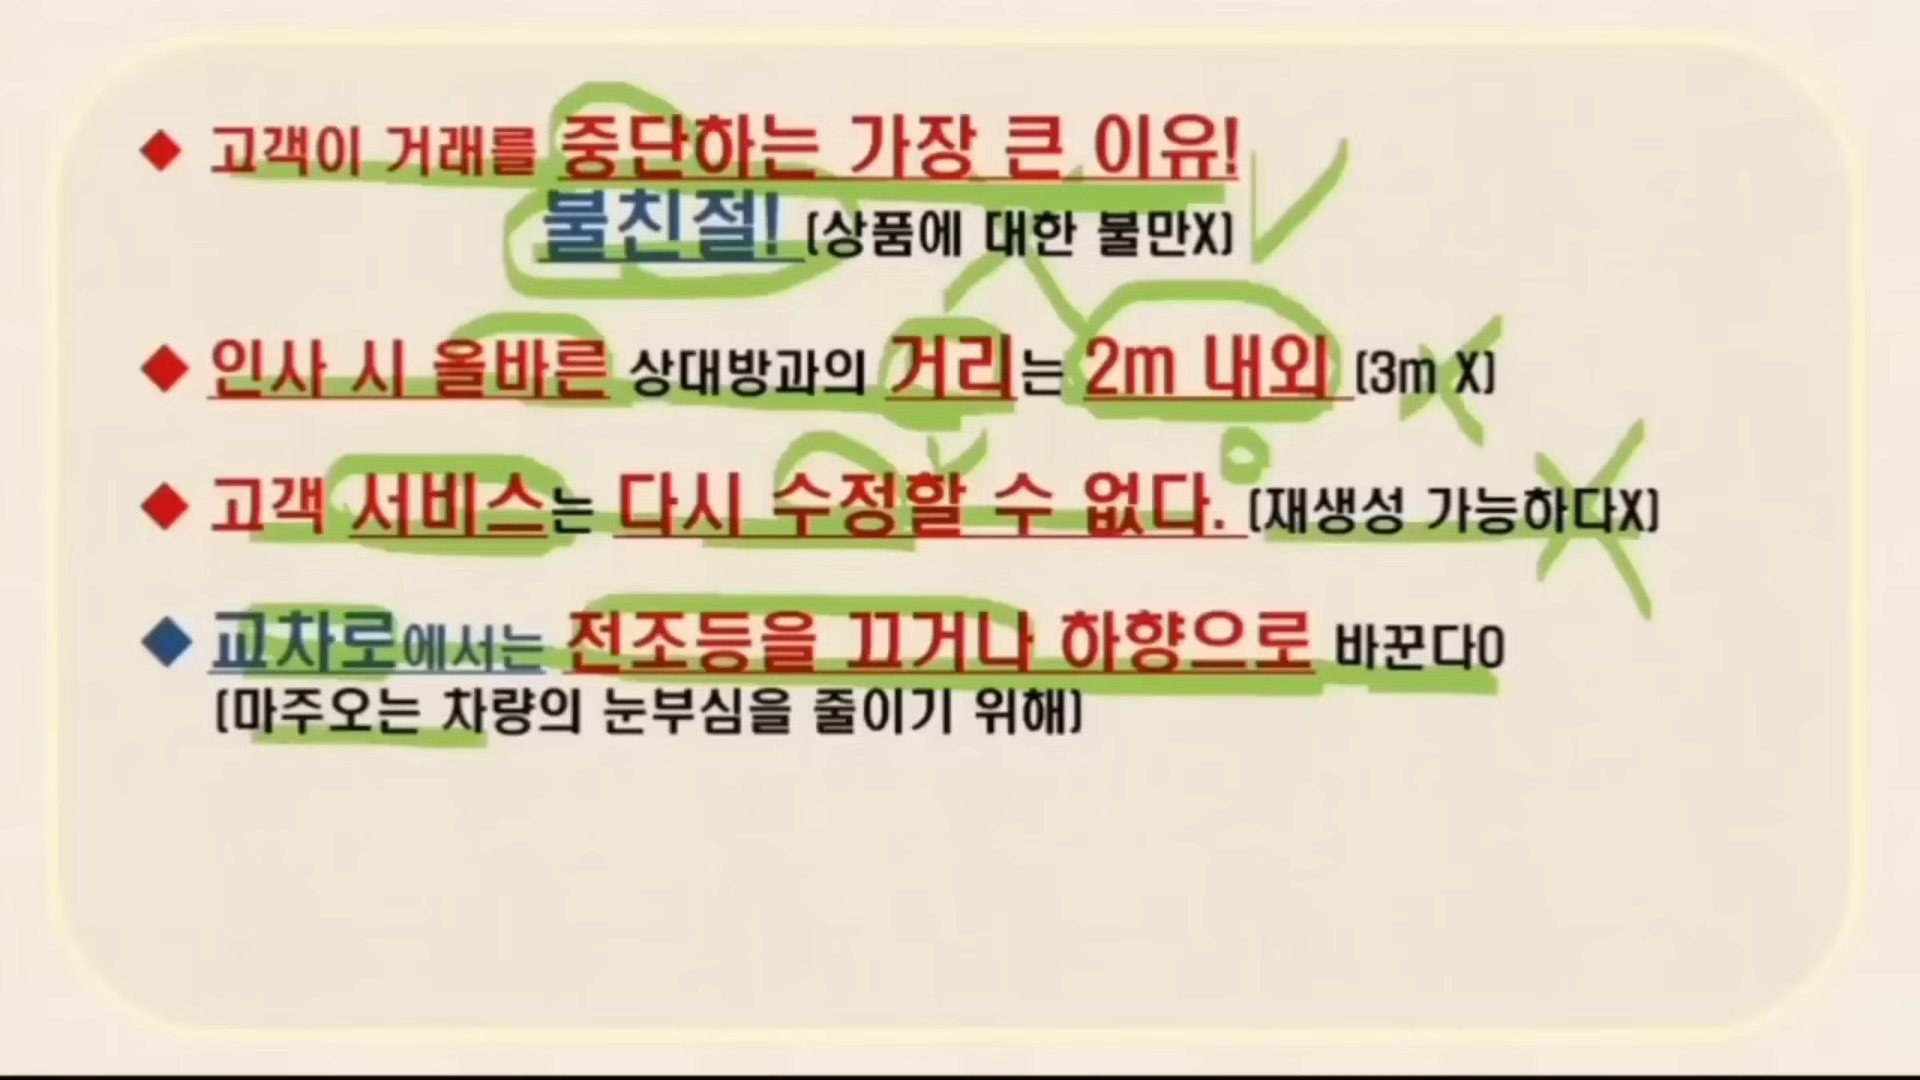 ◆ 고객이 거래를 중단하는 가장 큰 이유!
불친절! (상품에 대한 불만X)
◆ 인사 시 올바른 상대방과의 거리는 2m 내외 (3m X)
◆ 고객 서비스는 다시 수정할 수 없다. (재생성 가능하다X)
◆ 교차로에서는 전조등을 끄거나 하향으로 바꾼다O
(마주오는 차량의 눈부심을 줄이기 위해)